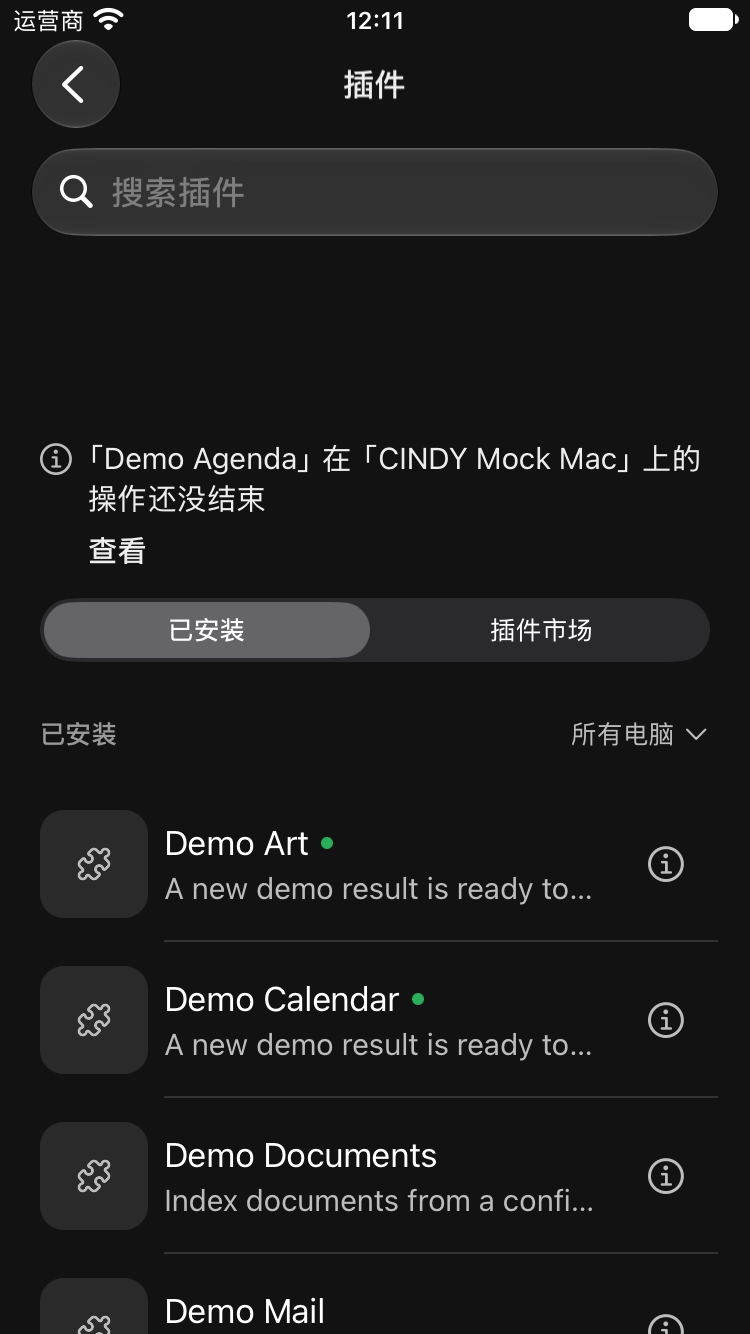 运营商
12:11
插件
搜索插件
「Demo Agenda」在「CINDY Mock Mac」上的
操作还没结束
查看
已安装
插件市场
已安装
所有电脑
Demo Art
A new demo result is ready to...
Demo Calendar
A new demo result is ready to...
Demo Documents
Index documents from a confi...
Demo Mail